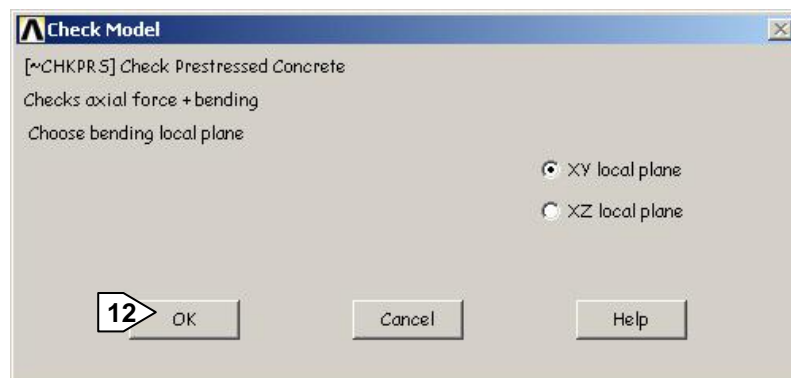 Check Model
[~CHKPRS] Check Prestressed Concrete
Checks axial force + bending
Choose bending local plane
XY local plane
XZ local plane
12
OK
Cancel
Help